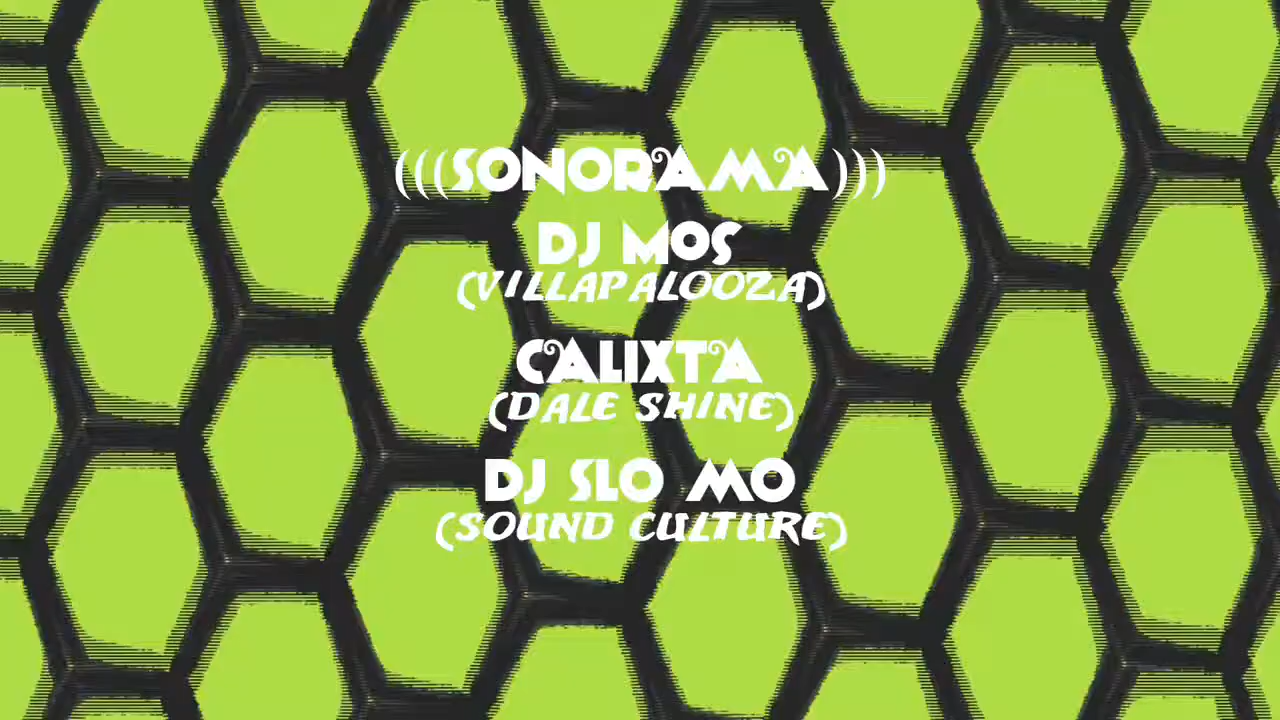 (((SONORAMA)))
DJ MOS
(VILLAPALOOZA)
CALIXTA
(DALE SHINE)
DJ SLO MO
(SOUND CULTURE)